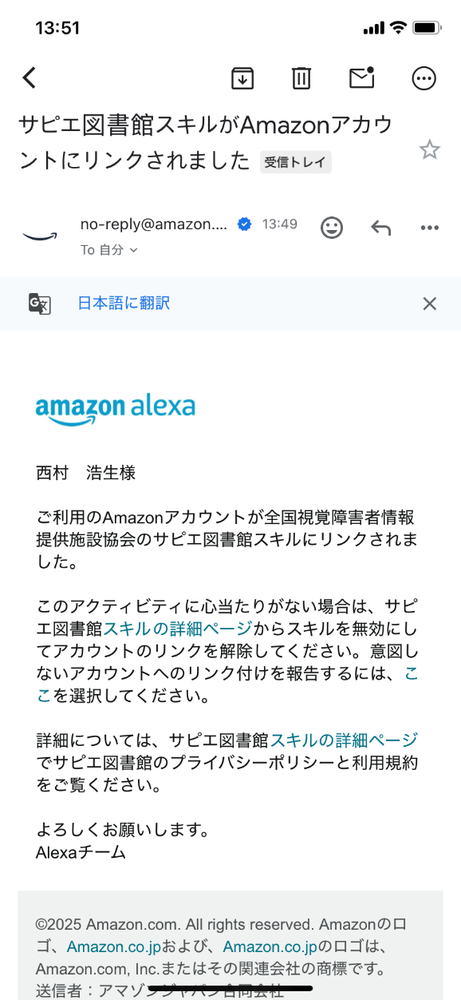 13:51
サピエ図書館スキルがAmazonアカウ
ントにリンクされました 受信トレイ
no-reply@amazon.... 13:49
To 自分
日本語に翻訳
amazon alexa
西村　浩生様
ご利用のAmazonアカウントが全国視覚障害者情報
提供施設協会のサピエ図書館スキルにリンクされま
した。
このアクティビティに心当たりがない場合は、サピ
エ図書館スキルの詳細ページからスキルを無効にし
てアカウントのリンクを解除してください。意図し
ないアカウントへのリンク付けを報告するには、こ
こを選択してください。
詳細については、サピエ図書館スキルの詳細ページ
でサピエ図書館のプライバシーポリシーと利用規約
をご覧ください。
よろしくお願いします。
Alexaチーム
©2025 Amazon.com. All rights reserved. Amazonのロ
ゴ、Amazon.co.jpおよび、Amazon.co.jpのロゴは、
Amazon.com, Inc.またはその関連会社の商標です。
送信者：アマゾンジャパン合同会社